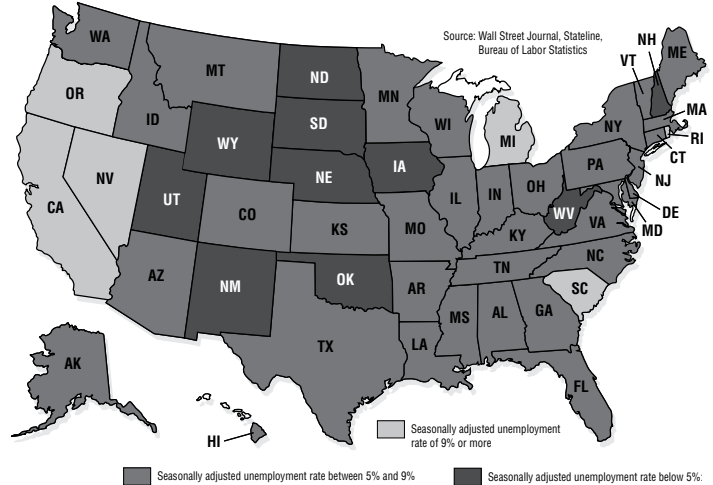 Source: Wall Street Journal, Stateline,
Bureau of Labor Statistics
WA
MT
ND
MN
VT
NH
ME
OR
ID
WY
SD
WI
MI
NY
MA
RI
CT
NV
UT
CO
NE
IA
IL
IN
OH
PA
NJ
CA
KS
MO
KY
WV
VA
DE
MD
AZ
NM
OK
AR
TN
NC
SC
TX
LA
MS
AL
GA
FL
AK
HI
Seasonally adjusted unemployment
rate of 9% or more
Seasonally adjusted unemployment rate between 5% and 9%
Seasonally adjusted unemployment rate below 5%: